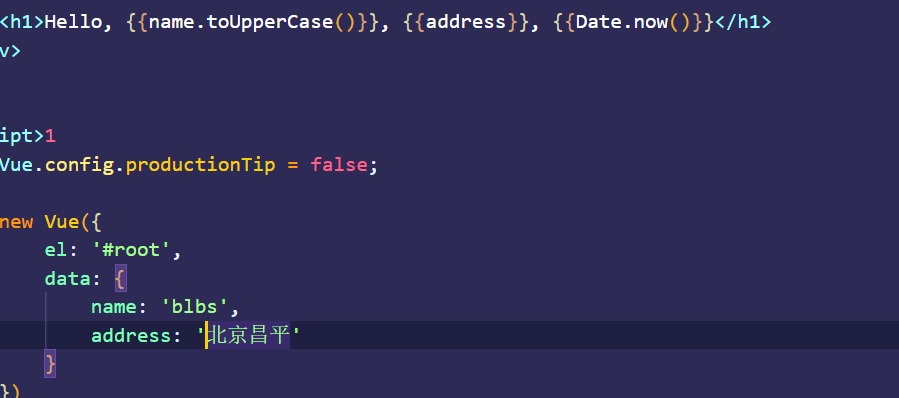 <h1>Hello, {{name.toUpperCase()}}, {{address}}, {{Date.now()}}</h1>
v>
ipt>1
Vue.config.productionTip = false;
new Vue({
el: '#root',
data: {
name: 'blbs',
address: '北京昌平'
}
})